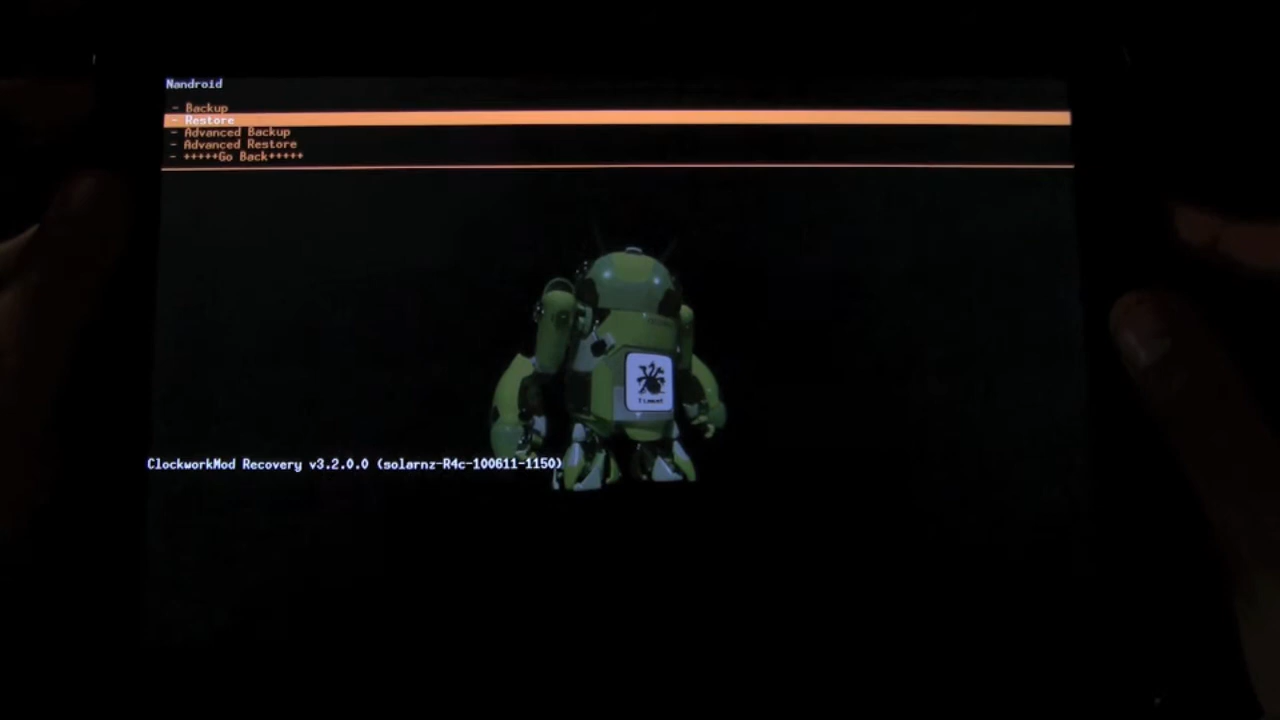 Nandroid
- Backup
- Restore
- Advanced Backup
- Advanced Restore
- +++++Go Back+++++
ClockworkMod Recovery v3.2.0.0 (solarnz-R4c-100611-1150)